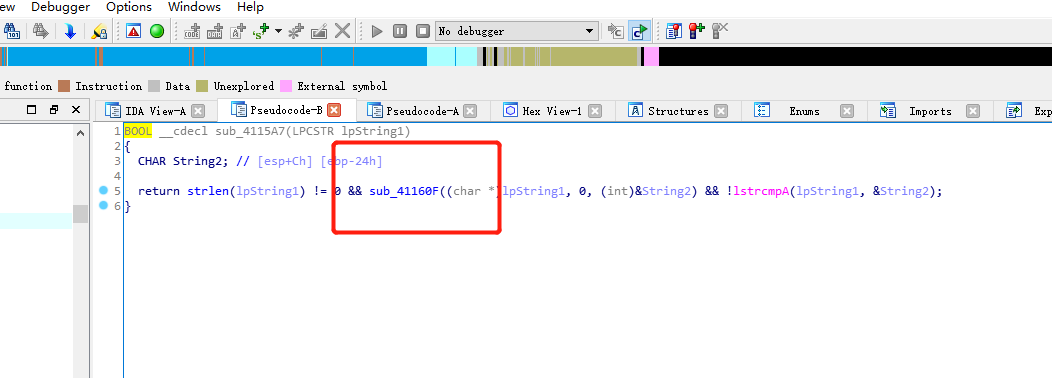 ew Debugger Options Windows Help
No debugger
function Instruction Data Unexplored External symbol
IDA View-A Pseudocode-B Pseudocode-A Hex View-1 Structures Enums Imports Exp
1 BOOL __cdecl sub_4115A7(LPCSTR lpString1)
2 {
3 CHAR String2; // [esp+Ch] [ebp-24h]
4
5 return strlen(lpString1) != 0 && sub_41160F((char *)lpString1, 0, (int)&String2) && !lstrcmpA(lpString1, &String2);
6 }